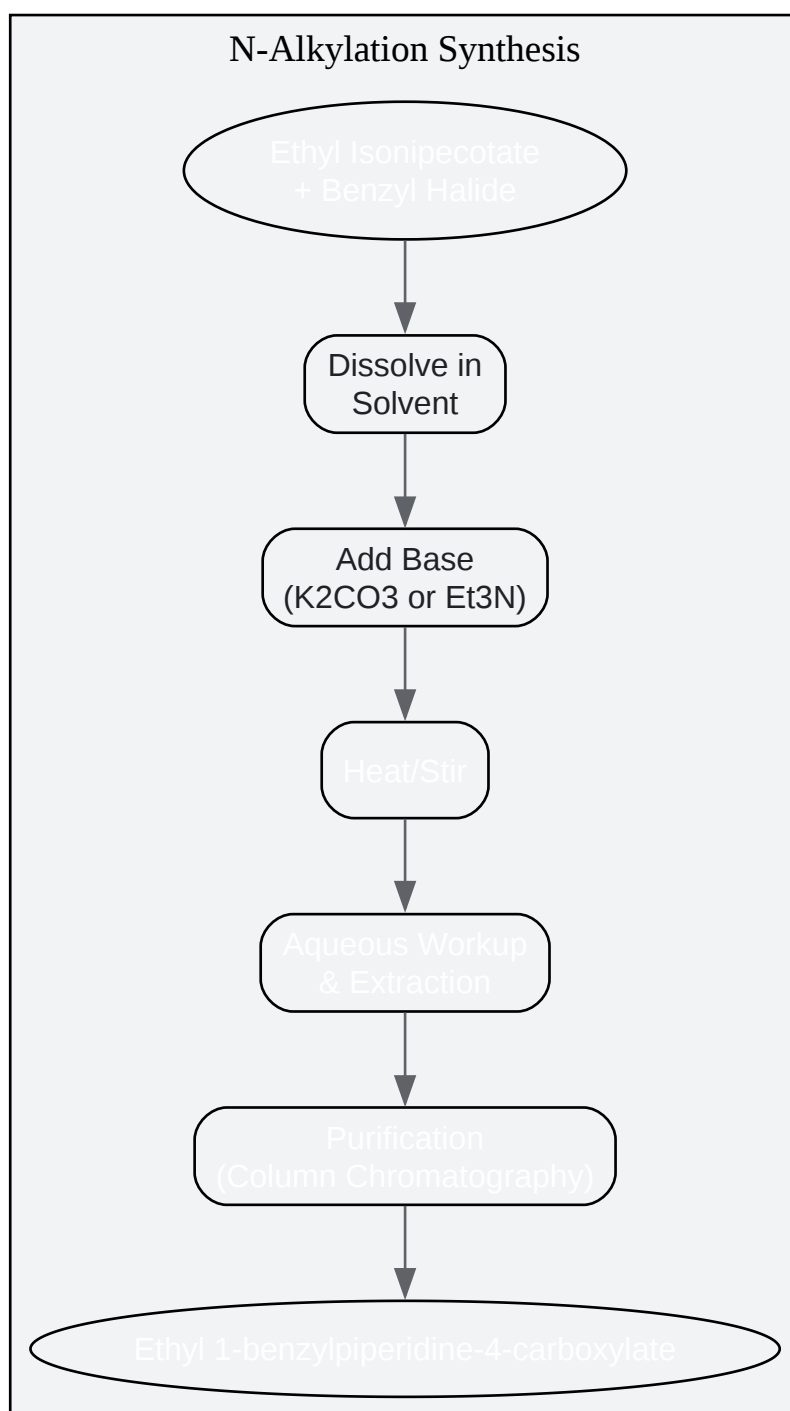 N-Alkylation Synthesis
Ethyl Isonipecotate
+ Benzyl Halide
Dissolve in
Solvent
Add Base
(K2CO3 or Et3N)
Heat/Stir
Aqueous Workup
& Extraction
Purification
(Column Chromatography)
Ethyl 1-benzylpiperidine-4-carboxylate